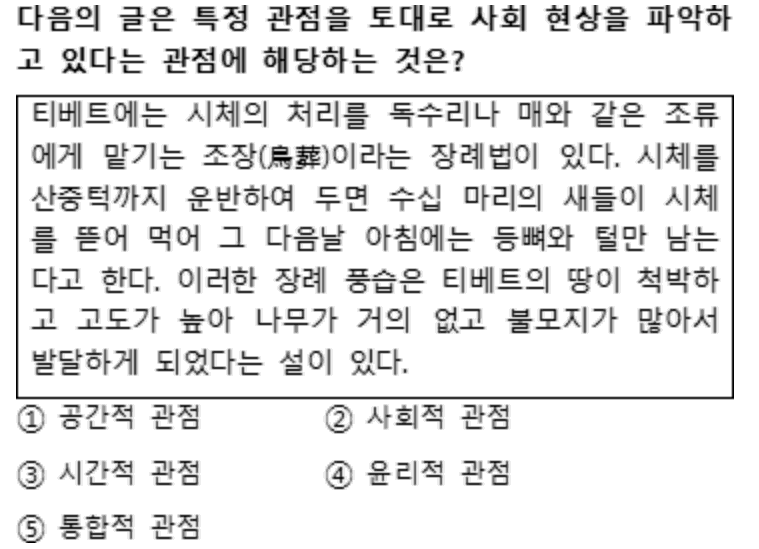 다음의 글은 특정 관점을 토대로 사회 현상을 파악하
고 있다는 관점에 해당하는 것은?
티베트에는 시체의 처리를 독수리나 매와 같은 조류
에게 맡기는 조장(鳥葬)이라는 장례법이 있다. 시체를
산중턱까지 운반하여 두면 수십 마리의 새들이 시체
를 뜯어 먹어 그 다음날 아침에는 등뼈와 털만 남는
다고 한다. 이러한 장례 풍습은 티베트의 땅이 척박하
고 고도가 높아 나무가 거의 없고 불모지가 많아서
발달하게 되었다는 설이 있다.
① 공간적 관점 ② 사회적 관점
③ 시간적 관점 ④ 윤리적 관점
⑤ 통합적 관점